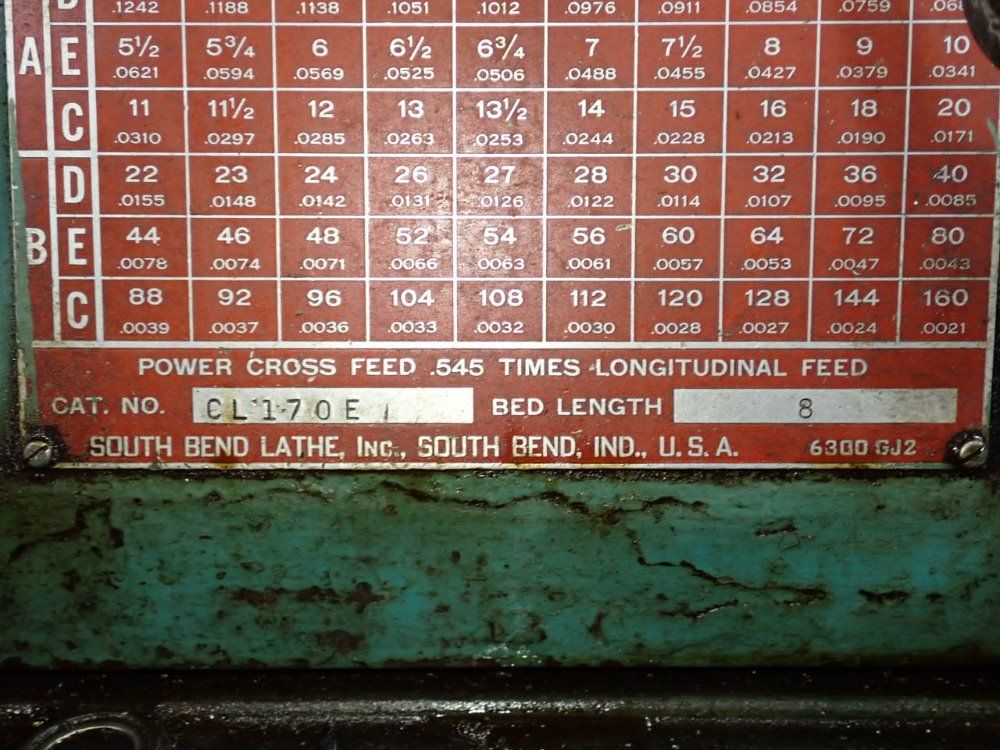 .1242 .1188 .1138 .1051 .1012 .0976 .0911 .0854 .0759
A E 5½ 5¾ 6 6½ 6¾ 7 7½ 8 9 10
.0621 .0594 .0569 .0525 .0506 .0488 .0455 .0427 .0379 .0341
C 11 11½ 12 13 13½ 14 15 16 18 20
.0310 .0297 .0285 .0263 .0253 .0244 .0228 .0213 .0190 .0171
D 22 23 24 26 27 28 30 32 36 40
.0155 .0148 .0142 .0131 .0126 .0122 .0114 .0107 .0095 .0085
B E 44 46 48 52 54 56 60 64 72 80
.0078 .0074 .0071 .0066 .0063 .0061 .0057 .0053 .0047 .0043
C 88 92 96 104 108 112 120 128 144 160
.0039 .0037 .0036 .0033 .0032 .0030 .0028 .0027 .0024 .0021
POWER CROSS FEED .545 TIMES LONGITUDINAL FEED
CAT. NO. CL170E BED LENGTH 8
SOUTH BEND LATHE, INC., SOUTH BEND, IND., U.S.A. 6300 GJ2